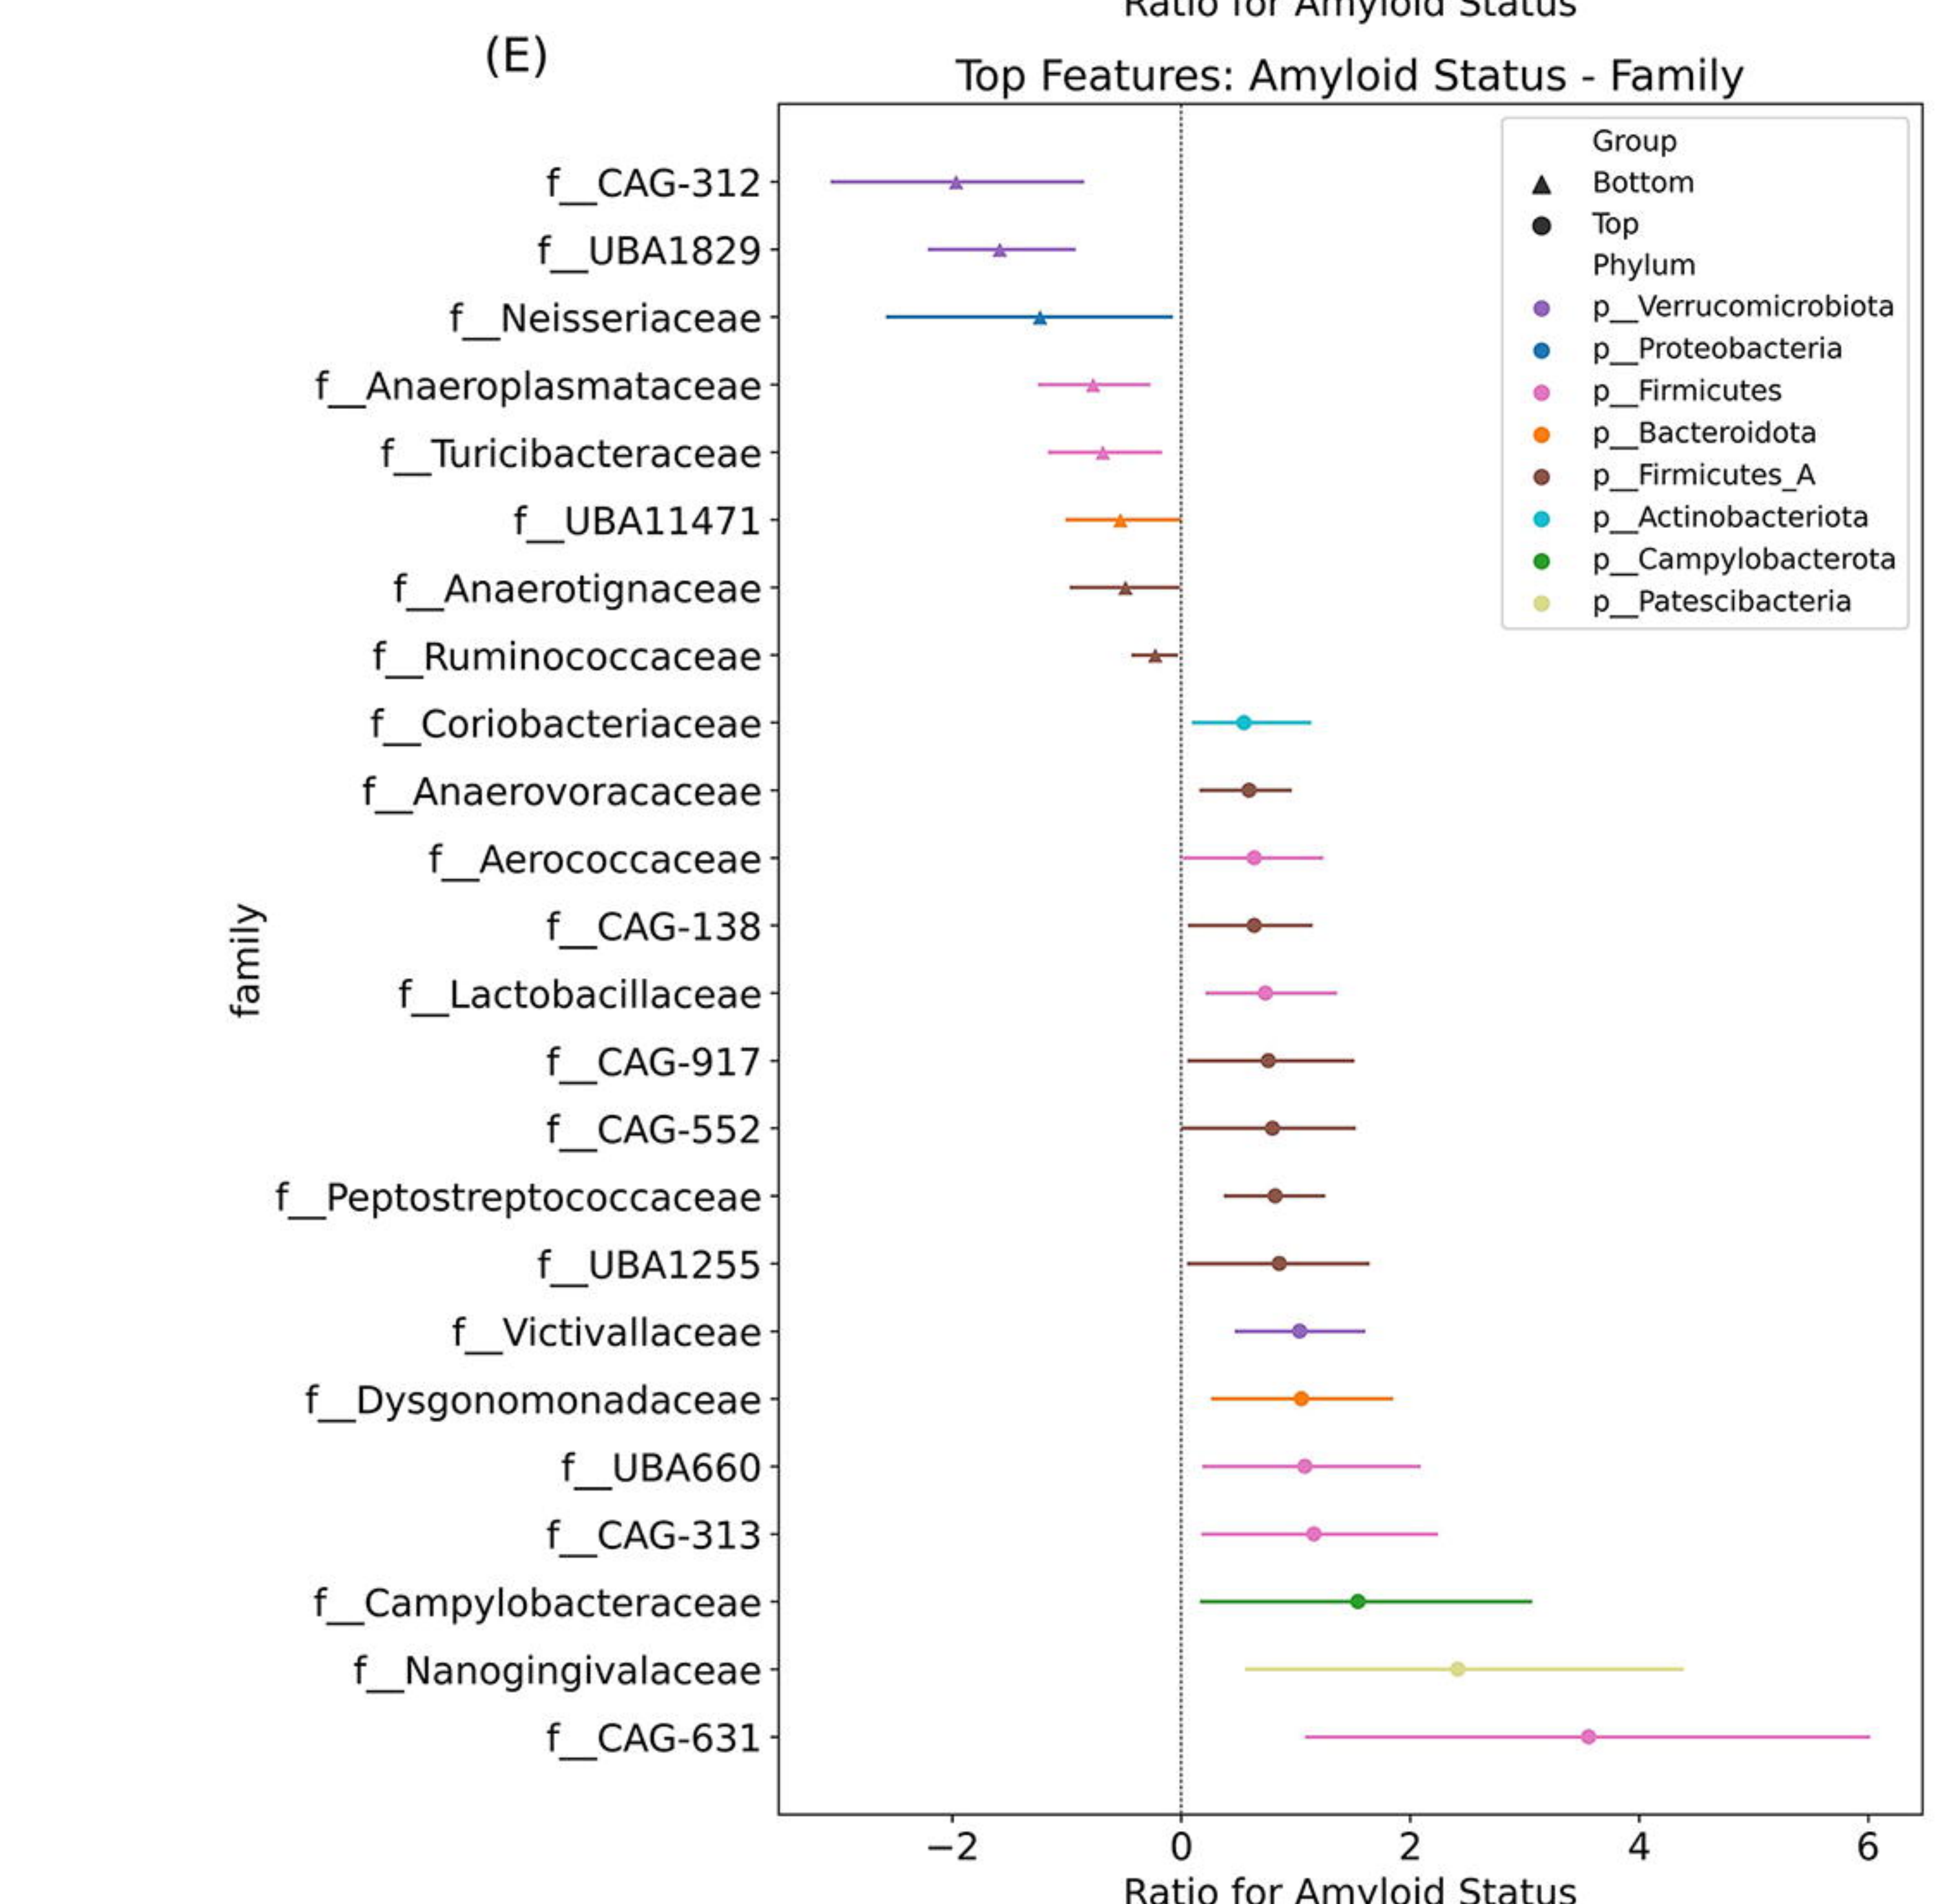 Ratio for Amyloid Status
(E)
Top Features: Amyloid Status - Family
Group
Bottom
Top
Phylum
p__Verrucomicrobiota
p__Proteobacteria
p__Firmicutes
p__Bacteroidota
p__Firmicutes_A
p__Actinobacteriota
p__Campylobacterota
p__Patescibacteria
family
f__CAG-312
f__UBA1829
f__Neisseriaceae
f__Anaeroplasmataceae
f__Turicibacteraceae
f__UBA11471
f__Anaerotignaceae
f__Ruminococcaceae
f__Coriobacteriaceae
f__Anaerovoracaceae
f__Aerococcaceae
f__CAG-138
f__Lactobacillaceae
f__CAG-917
f__CAG-552
f__Peptostreptococcaceae
f__UBA1255
f__Victivallaceae
f__Dysgonomonadaceae
f__UBA660
f__CAG-313
f__Campylobacteraceae
f__Nanogingivalaceae
f__CAG-631
−2 0 2 4 6
Ratio for Amyloid Status